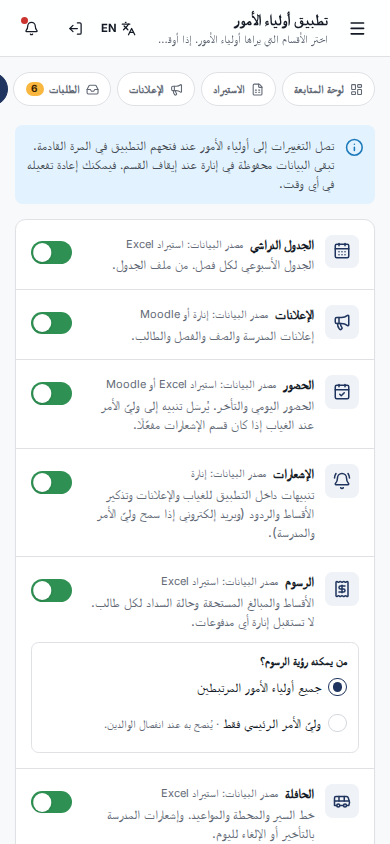 تطبيق أولياء الأمور
اختر الأقسام التي يراها أولياء الأمور. إذا أوقف...
EN
لوحة المتابعة
الاستيراد
الإعلانات
الطلبات 6
تصل التغييرات إلى أولياء الأمور عند فتحهم التطبيق في المرة القادمة.
تبقى البيانات محفوظة في إنارة عند إيقاف القسم، فيمكنك إعادة تفعيله
في أي وقت.
الجدول الدراسي مصدر البيانات: استيراد Excel
الجدول الأسبوعي لكل فصل، من ملف الجدول.
الإعلانات مصدر البيانات: إنارة أو Moodle
إعلانات المدرسة والصف والفصل والطالب.
الحضور مصدر البيانات: استيراد Excel أو Moodle
الحضور اليومي والتأخر. يُرسَل تنبيه إلى وليّ الأمر
عند الغياب إذا كان قسم الإشعارات مفعّلًا.
الإشعارات مصدر البيانات: إنارة
تنبيهات داخل التطبيق للغياب والإعلانات وتذكير
الأقساط والردود (وبريد إلكتروني إذا سمح وليّ الأمر
والمدرسة).
الرسوم مصدر البيانات: استيراد Excel
الأقساط والمبالغ المستحقة وحالة السداد لكل طالب.
لا تستقبل إنارة أي مدفوعات.
من يمكنه رؤية الرسوم؟
جميع أولياء الأمور المرتبطين
وليّ الأمر الرئيسي فقط · يُنصح به عند انفصال الوالدين.
الحافلة مصدر البيانات: استيراد Excel
خط السير والمحطة والمواعيد، وإشعارات المدرسة
بالتأخير أو الإلغاء لليوم.